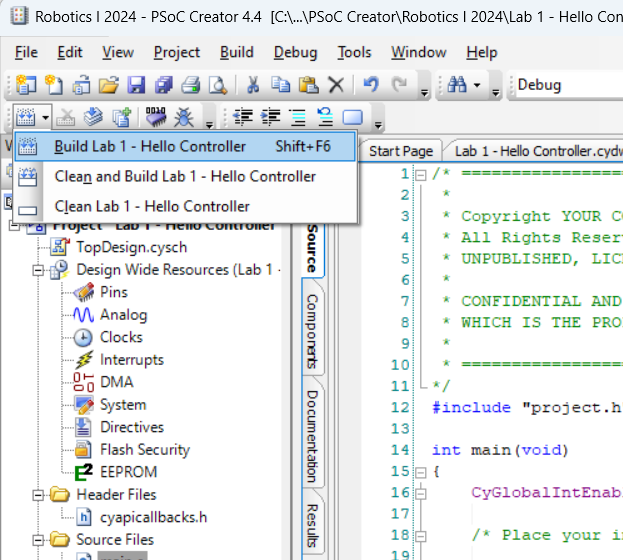 Robotics I 2024 - PSoC Creator 4.4 [C:\...\PSoC Creator\Robotics I 2024\Lab 1 - Hello Con
File Edit View Project Build Debug Tools Window Help
Debug
Build Lab 1 - Hello Controller Shift+F6
Clean and Build Lab 1 - Hello Controller
Clean Lab 1 - Hello Controller
Project "Lab 1 - Hello Controller"
TopDesign.cysch
Design Wide Resources (Lab 1 -
Pins
Analog
Clocks
Interrupts
DMA
System
Directives
Flash Security
EEPROM
Header Files
cyapicallbacks.h
Source Files
main.c
Source
Components
Documentation
Results
Start Page
Lab 1 - Hello Controller.cydw
1 /* ==================
2 *
3 * Copyright YOUR CO
4 * All Rights Reser
5 * UNPUBLISHED, LIC
6 *
7 * CONFIDENTIAL AND
8 * WHICH IS THE PRO
9 *
10 * ==================
11 */
12 #include "project.h
13
14 int main(void)
15 {
16 CyGlobalIntEnab
17
18 /* Place your in
19